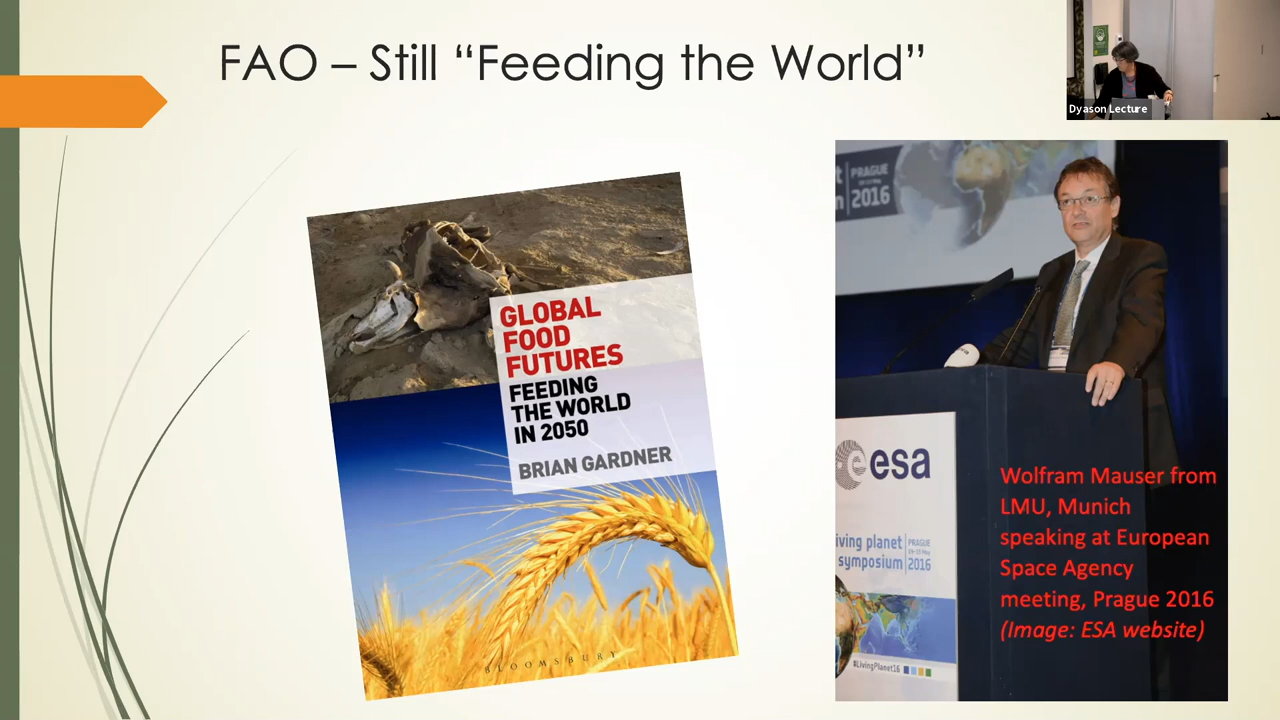 FAO – Still “Feeding the World”
Dyason Lecture
GLOBAL
FOOD
FUTURES
FEEDING
THE WORLD
IN 2050
BRIAN GARDNER
BLOOMSBURY
PRAGUE
2016
esa
living planet
symposium
PRAGUE
2016
#LivingPlanet16
Wolfram Mauser from
LMU, Munich
speaking at European
Space Agency
meeting, Prague 2016
(Image: ESA website)